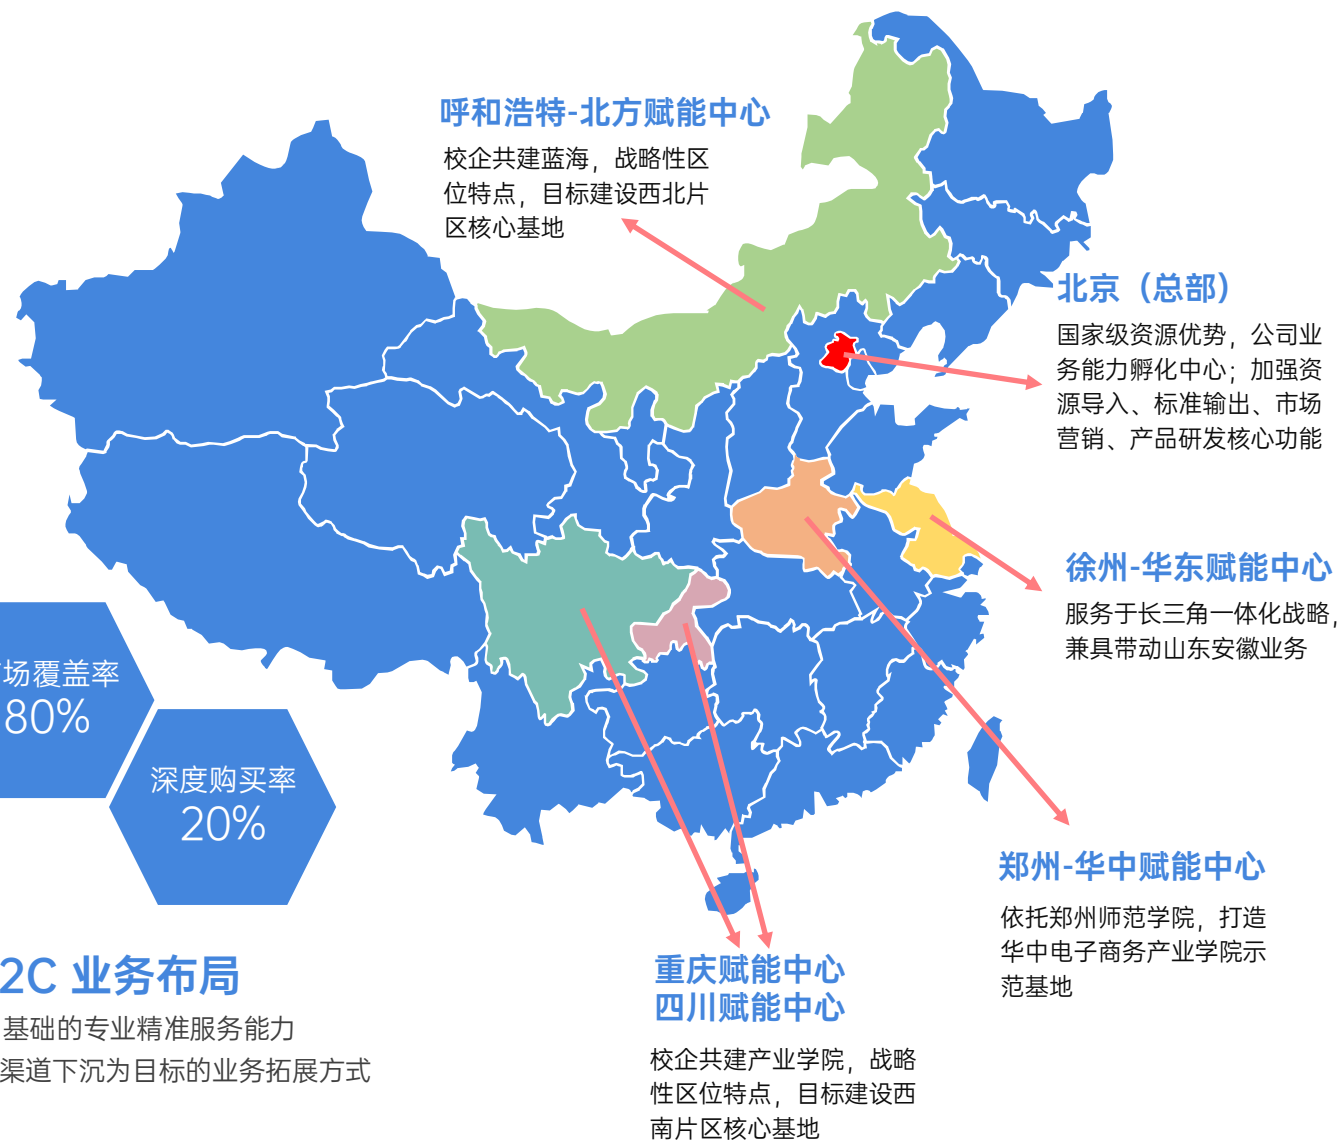 呼和浩特-北方赋能中心
校企共建蓝海，战略性区
位特点，目标建设西北片
区核心基地
北京（总部）
国家级资源优势，公司业
务能力孵化中心；加强资
源导入、标准输出、市场
营销、产品研发核心功能
徐州-华东赋能中心
服务于长三角一体化战略，
兼具带动山东安徽业务
场覆盖率
80%
深度购买率
20%
郑州-华中赋能中心
依托郑州师范学院，打造
华中电子商务产业学院示
范基地
2C 业务布局
基础的专业精准服务能力
渠道下沉为目标的业务拓展方式
重庆赋能中心
四川赋能中心
校企共建产业学院，战略
性区位特点，目标建设西
南片区核心基地